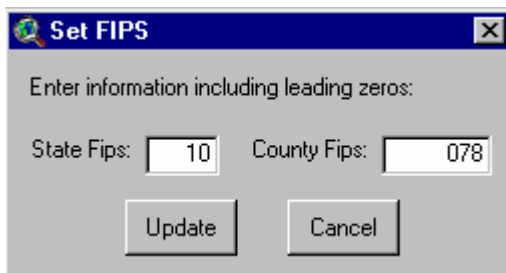 Set FIPS
Enter information including leading zeros:
State Fips: 10 County Fips: 078
Update Cancel